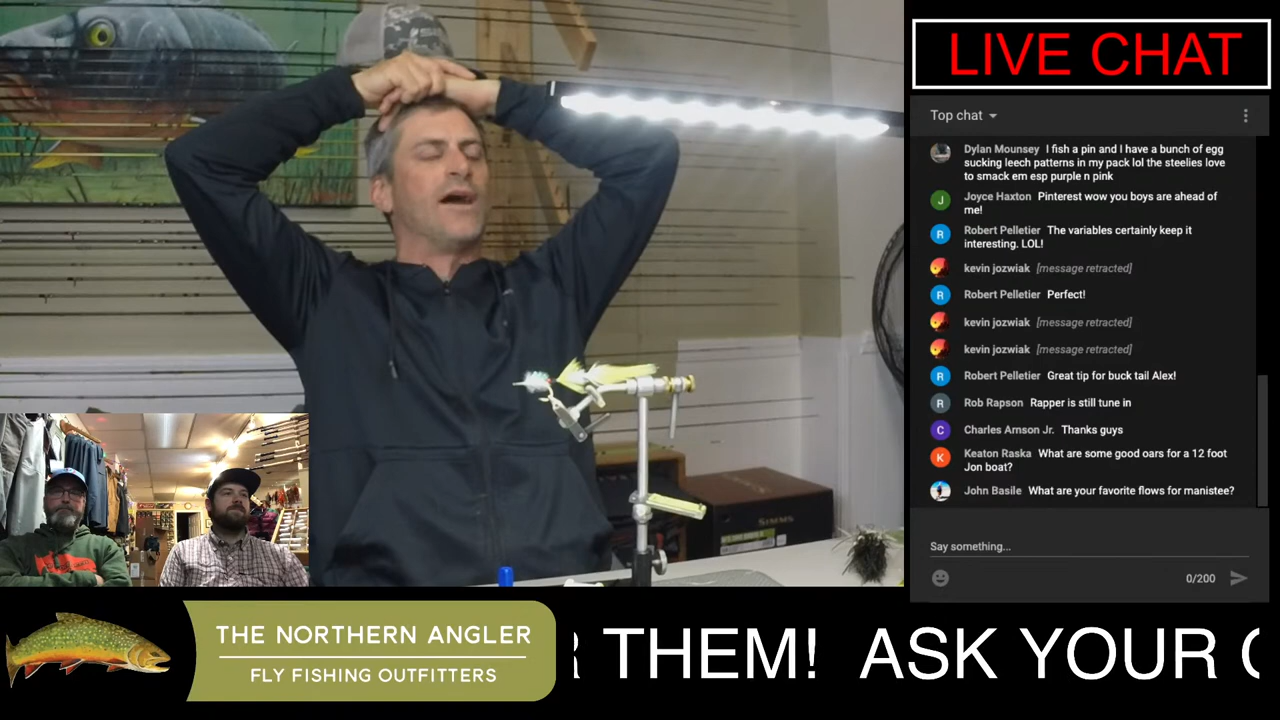 LIVE CHAT
Top chat
Dylan Mounsey I fish a pin and I have a bunch of egg
sucking leech patterns in my pack lol the steelies love
to smack em esp purple n pink
J
Joyce Haxton Pinterest wow you boys are ahead of
me!
R
Robert Pelletier The variables certainly keep it
interesting. LOL!
kevin jozwiak [message retracted]
R
Robert Pelletier Perfect!
kevin jozwiak [message retracted]
kevin jozwiak [message retracted]
R
Robert Pelletier Great tip for buck tail Alex!
R
Rob Rapson Rapper is still tune in
C
Charles Arnson Jr. Thanks guys
K
Keaton Raska What are some good oars for a 12 foot
Jon boat?
John Basile What are your favorite flows for manistee?
Say something...
0/200
SIMMS
THE NORTHERN ANGLER
FLY FISHING OUTFITTERS
R THEM! ASK YOUR